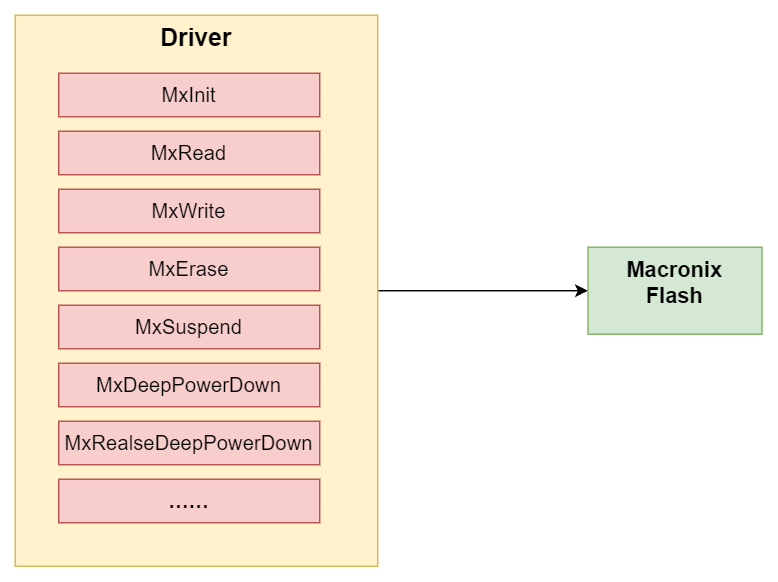 Driver
MxInit
MxRead
MxWrite
MxErase
MxSuspend
MxDeepPowerDown
MxRealseDeepPowerDown
......
Macronix
Flash